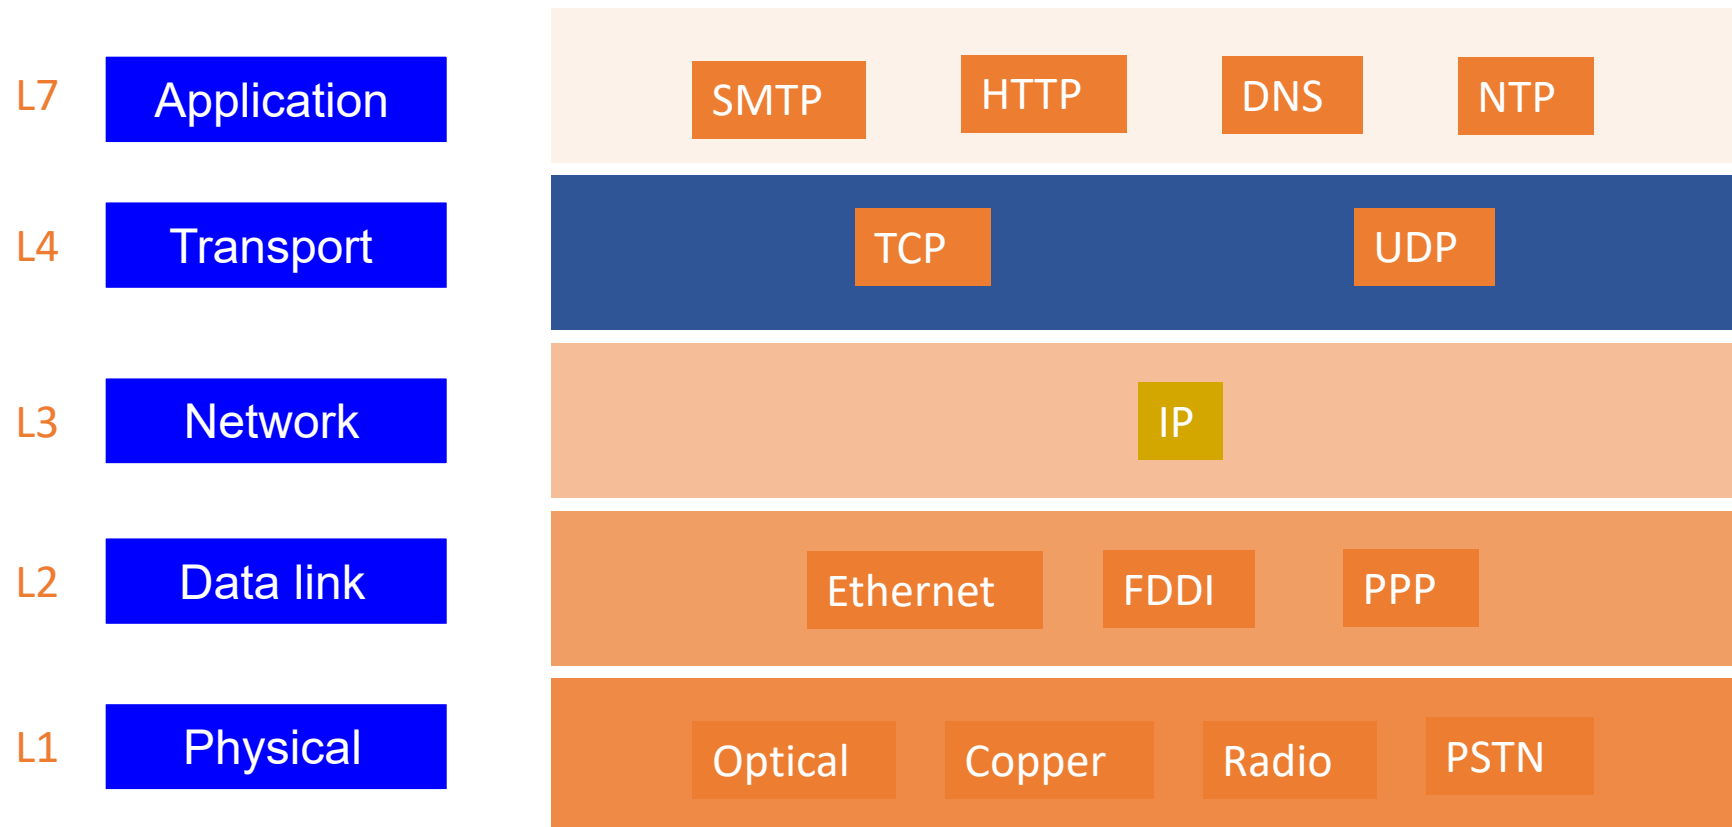 L7 Application SMTP HTTP DNS NTP
L4 Transport TCP UDP
L3 Network IP
L2 Data link Ethernet FDDI PPP
L1 Physical Optical Copper Radio PSTN